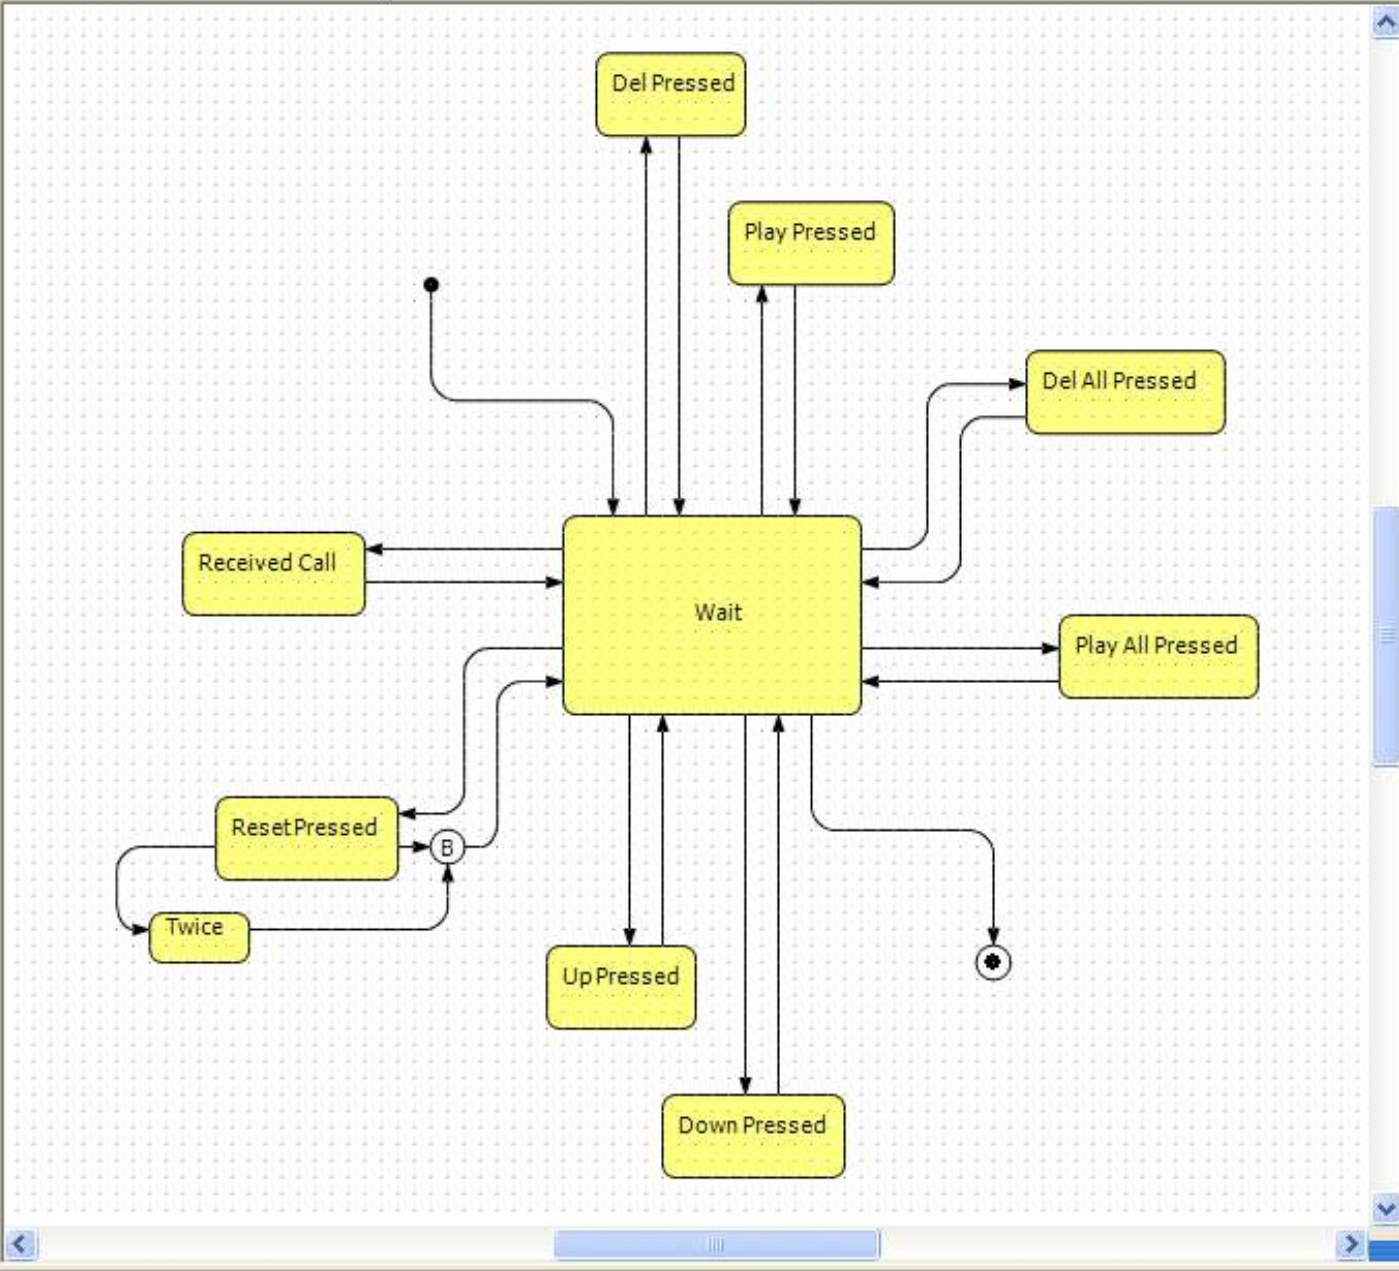 Del Pressed
Play Pressed
Del All Pressed
Received Call
Wait
Play All Pressed
Reset Pressed
B
Twice
Up Pressed
Down Pressed